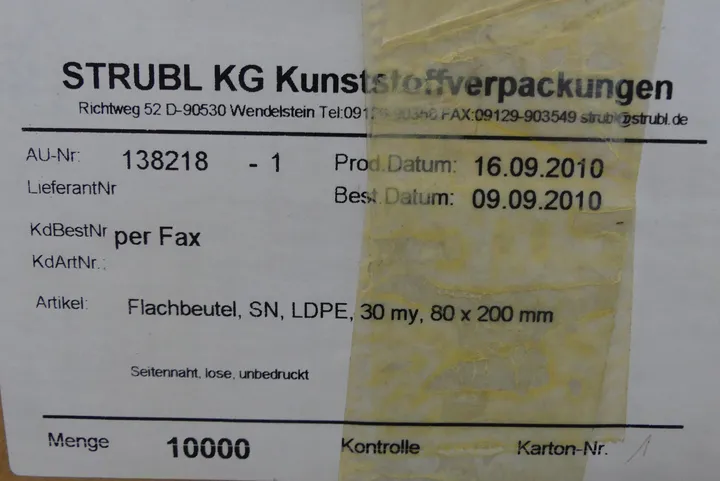 STRUBL KG Kunststoffverpackungen
Richtweg 52 D-90530 Wendelstein FAX:09129-903549 strubl@strubl.de
AU-Nr: 138218 - 1 Prod.Datum: 16.09.2010
LieferantNr Best.Datum: 09.09.2010
KdBestNr per Fax
KdArtNr.:
Artikel: Flachbeutel, SN, LDPE, 30 my, 80 x 200 mm
Seitennaht, lose, unbedruckt
Menge 10000 Kontrolle Karton-Nr. 1